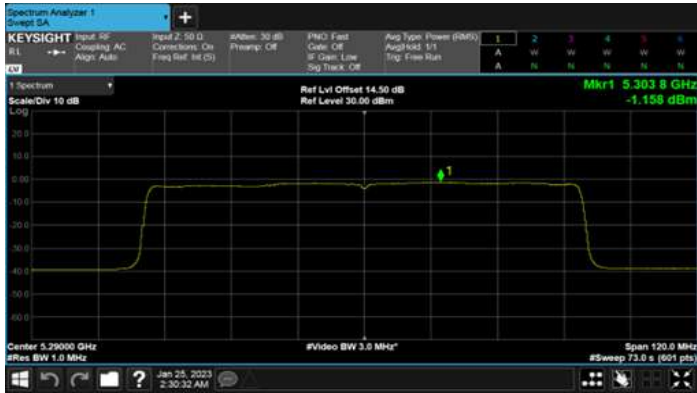 Spectrum Analyzer 1
Swept SA
+
KEYSIGHT Input: RF Input Z: 50 Ω #Atten: 30 dB PNO: Fast Avg Type: Power (RMS) 1 2 3 4 5 6
RL Coupling: AC Corrections: On Preamp: Off Gate: Off Avg|Hold: 1/1 A W W W W W
Align: Auto Freq Ref: Int (S) IF Gain: Low Trig: Free Run
Sig Track: Off A N N N N N
1 Spectrum Ref Lvl Offset 14.50 dB Mkr1 5.303 8 GHz
Scale/Div 10 dB Ref Level 30.00 dBm -1.158 dBm
Log
20.0
10.0
0.00
1
-10.0
-20.0
-30.0
-40.0
-50.0
-60.0
Center 5.29000 GHz #Video BW 3.0 MHz* Span 120.0 MHz
#Res BW 1.0 MHz #Sweep 73.0 s (601 pts)
? Jan 25, 2023
2:30:32 AM